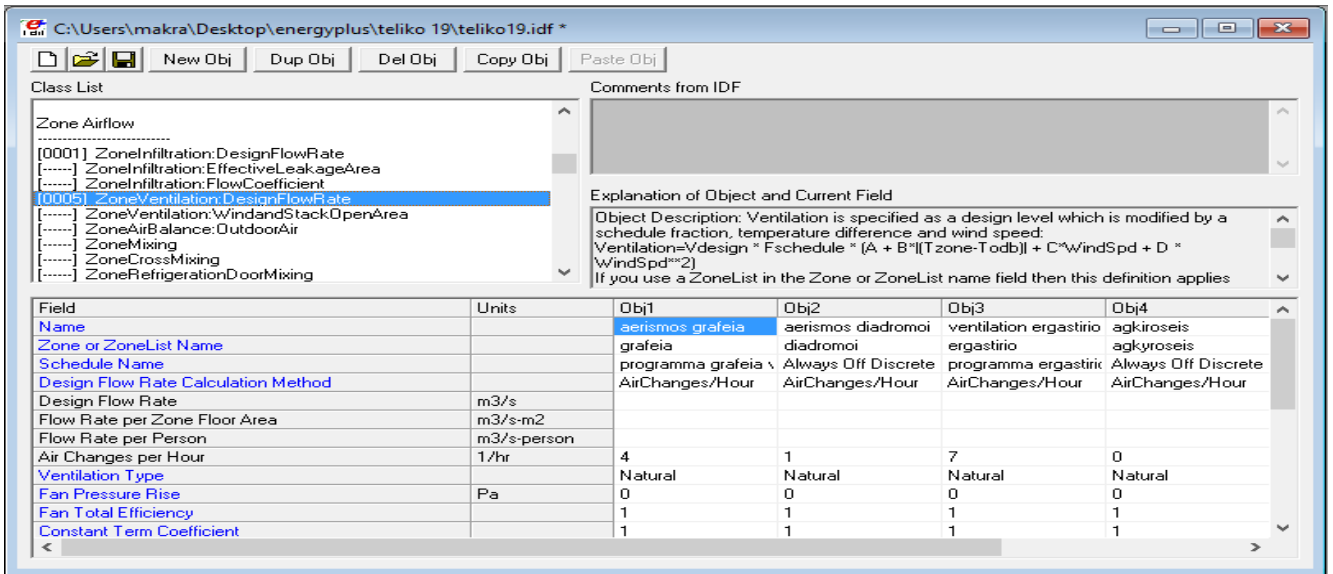 C:\Users\makra\Desktop\energyplus\teliko 19\teliko19.idf *
New Obj Dup Obj Del Obj Copy Obj Paste Obj
Class List Comments from IDF
Zone Airflow
----------------------------
[0001] ZoneInfiltration:DesignFlowRate
[------] ZoneInfiltration:EffectiveLeakageArea
[------] ZoneInfiltration:FlowCoefficient
[0005] ZoneVentilation:DesignFlowRate
[------] ZoneVentilation:WindandStackOpenArea
[------] ZoneAirBalance:OutdoorAir
[------] ZoneMixing
[------] ZoneCrossMixing
[------] ZoneRefrigerationDoorMixing
Explanation of Object and Current Field
Object Description: Ventilation is specified as a design level which is modified by a
schedule fraction, temperature difference and wind speed:
Ventilation=Vdesign * Fschedule * (A + B*|(Tzone-Todb)| + C*WindSpd + D *
WindSpd**2)
If you use a ZoneList in the Zone or ZoneList name field then this definition applies
Field Units Obj1 Obj2 Obj3 Obj4
Name aerismos grafeia aerismos diadromoi ventilation ergastirio agkiroseis
Zone or ZoneList Name grafeia diadromoi ergastirio agkyroseis
Schedule Name programma grafeia v Always Off Discrete programma ergastiric Always Off Discrete
Design Flow Rate Calculation Method AirChanges/Hour AirChanges/Hour AirChanges/Hour AirChanges/Hour
Design Flow Rate m3/s
Flow Rate per Zone Floor Area m3/s-m2
Flow Rate per Person m3/s-person
Air Changes per Hour 1/hr 4 1 7 0
Ventilation Type Natural Natural Natural Natural
Fan Pressure Rise Pa 0 0 0 0
Fan Total Efficiency 1 1 1 1
Constant Term Coefficient 1 1 1 1